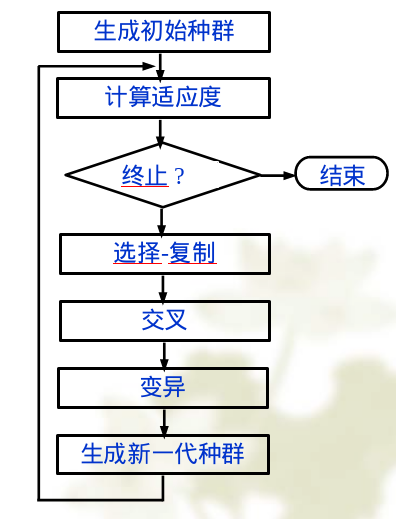 生成初始种群
计算适应度
终止？
结束
选择-复制
交叉
变异
生成新一代种群